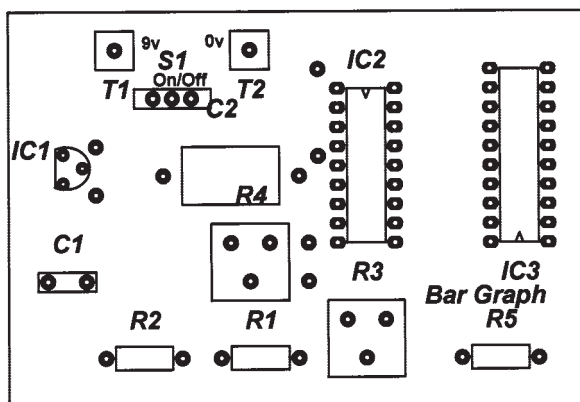 9v
0v
S1
T1
On/Off
T2
C2
IC2
IC1
R4
C1
R3
IC3
Bar Graph
R2
R1
R5